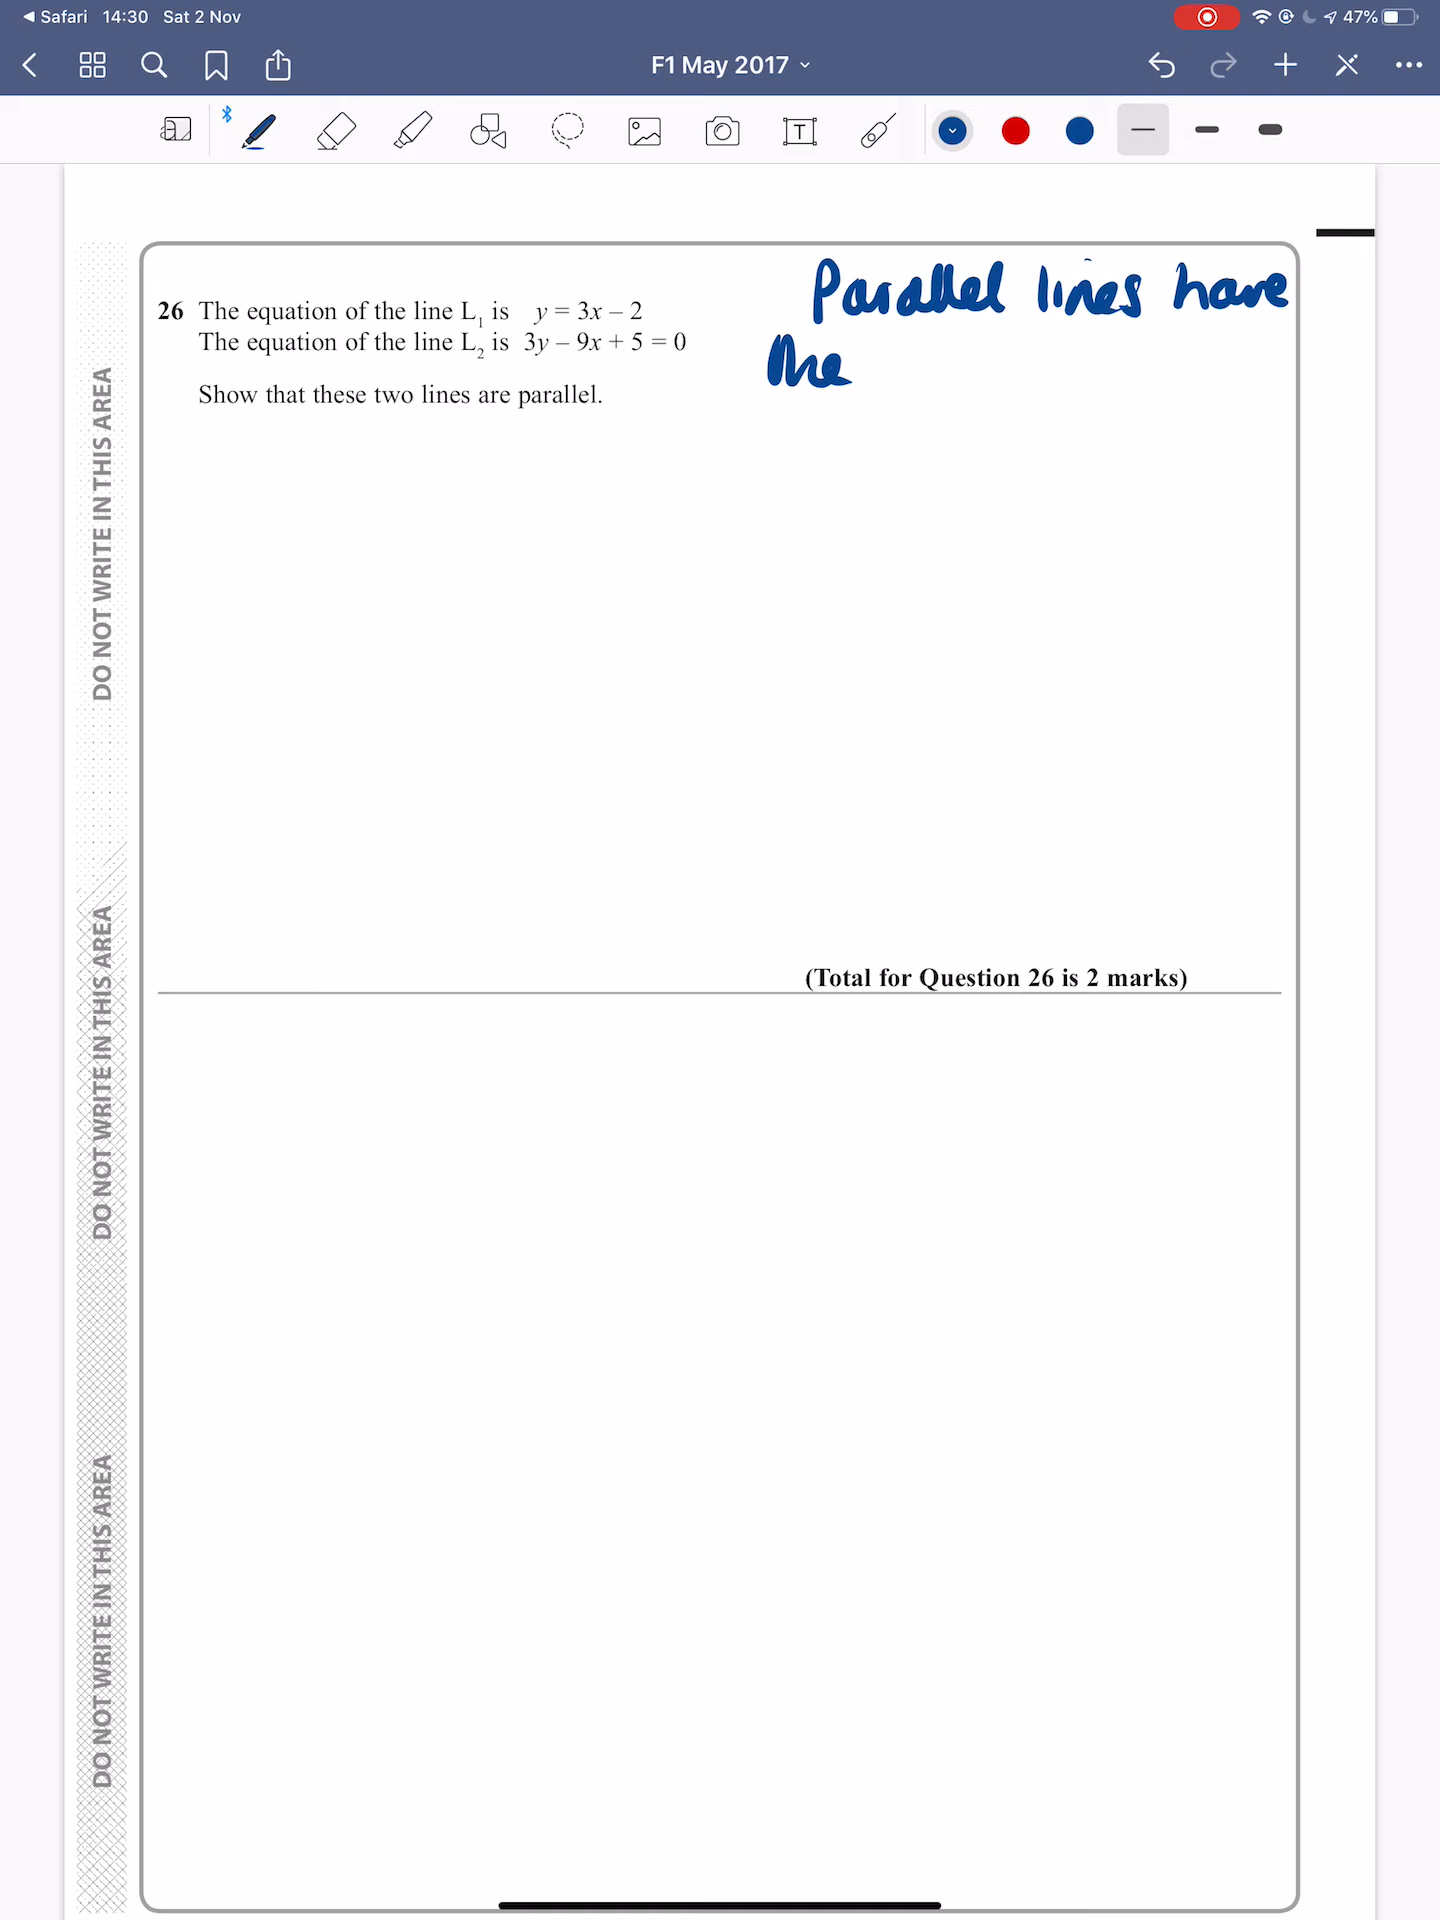 Safari 14:30 Sat 2 Nov 47%
F1 May 2017
T
Parallel lines have
the
26 The equation of the line L₁ is y = 3x – 2
The equation of the line L₂ is 3y – 9x + 5 = 0
Show that these two lines are parallel.
(Total for Question 26 is 2 marks)
DO NOT WRITE IN THIS AREA
DO NOT WRITE IN THIS AREA
DO NOT WRITE IN THIS AREA